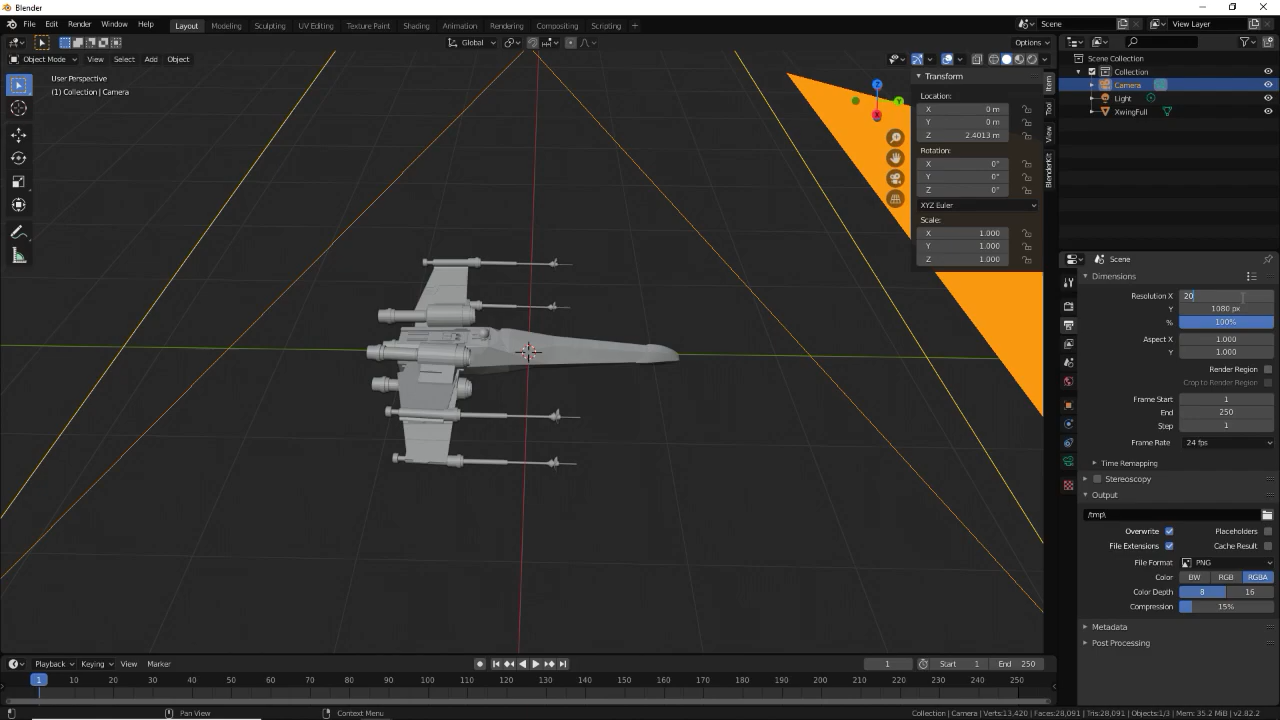 Blender
File Edit Render Window Help Layout Modeling Sculpting UV Editing Texture Paint Shading Animation Rendering Compositing Scripting + Scene View Layer
Global Options
Object Mode View Select Add Object
User Perspective
(1) Collection | Camera
Z
Y
X
Transform
Location:
X 0 m
Y 0 m
Z 2.4013 m
Rotation:
X 0°
Y 0°
Z 0°
XYZ Euler
Scale:
X 1.000
Y 1.000
Z 1.000
Item
Tool
View
BlenderKit
Scene Collection
Collection
Camera
Light
XwingFull
Scene
Dimensions
Resolution X 20
Y 1080 px
% 100%
Aspect X 1.000
Y 1.000
Render Region
Crop to Render Region
Frame Start 1
End 250
Step 1
Frame Rate 24 fps
Time Remapping
Stereoscopy
Output
/tmp\
Overwrite Placeholders
File Extensions Cache Result
File Format PNG
Color BW RGB RGBA
Color Depth 8 16
Compression 15%
Metadata
Post Processing
Playback Keying View Marker 1 Start 1 End 250
1 10 20 30 40 50 60 70 80 90 100 110 120 130 140 150 160 170 180 190 200 210 220 230 240 250
Pan View Context Menu Collection | Camera | Verts:13,420 | Faces:28,091 | Tris:28,091 | Objects:1/3 | Mem: 35.2 MiB | v2.82.2